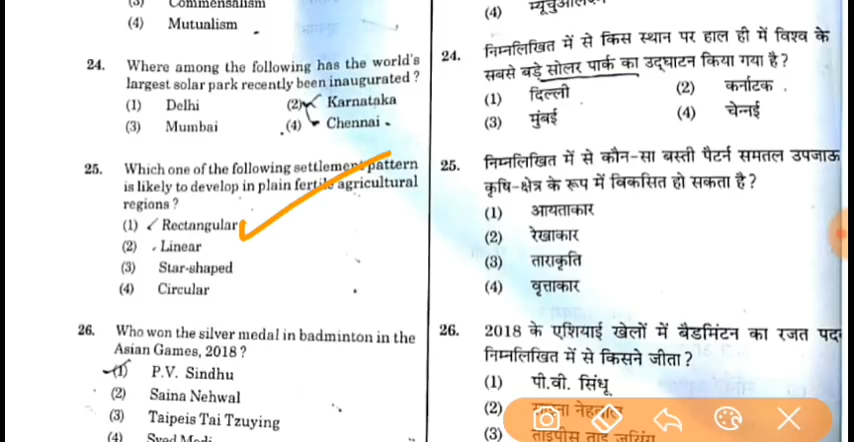 (3) Commensalism
(4) Mutualism
24. Where among the following has the world's
largest solar park recently been inaugurated ?
(1) Delhi (2) Karnataka
(3) Mumbai (4) Chennai
25. Which one of the following settlement pattern
is likely to develop in plain fertile agricultural
regions ?
(1) Rectangular
(2) Linear
(3) Star-shaped
(4) Circular
26. Who won the silver medal in badminton in the
Asian Games, 2018 ?
(1) P.V. Sindhu
(2) Saina Nehwal
(3) Taipeis Tai Tzuying
(4) Syed Modi
(4)
24. निम्नलिखित में से किस स्थान पर हाल ही में विश्व के
सबसे बड़े सोलर पार्क का उद्घाटन किया गया है?
(1) दिल्ली (2) कर्नाटक
(3) मुंबई (4) चेन्नई
25. निम्नलिखित में से कौन-सा बस्ती पैटर्न समतल उपजाऊ
कृषि-क्षेत्र के रूप में विकसित हो सकता है?
(1) आयताकार
(2) रेखाकार
(3) ताराकृति
(4) वृत्ताकार
26. 2018 के एशियाई खेलों में बैडमिंटन का रजत
निम्नलिखित में से किसने जीता?
(1) पी.वी. सिंधू
(2)
(3)